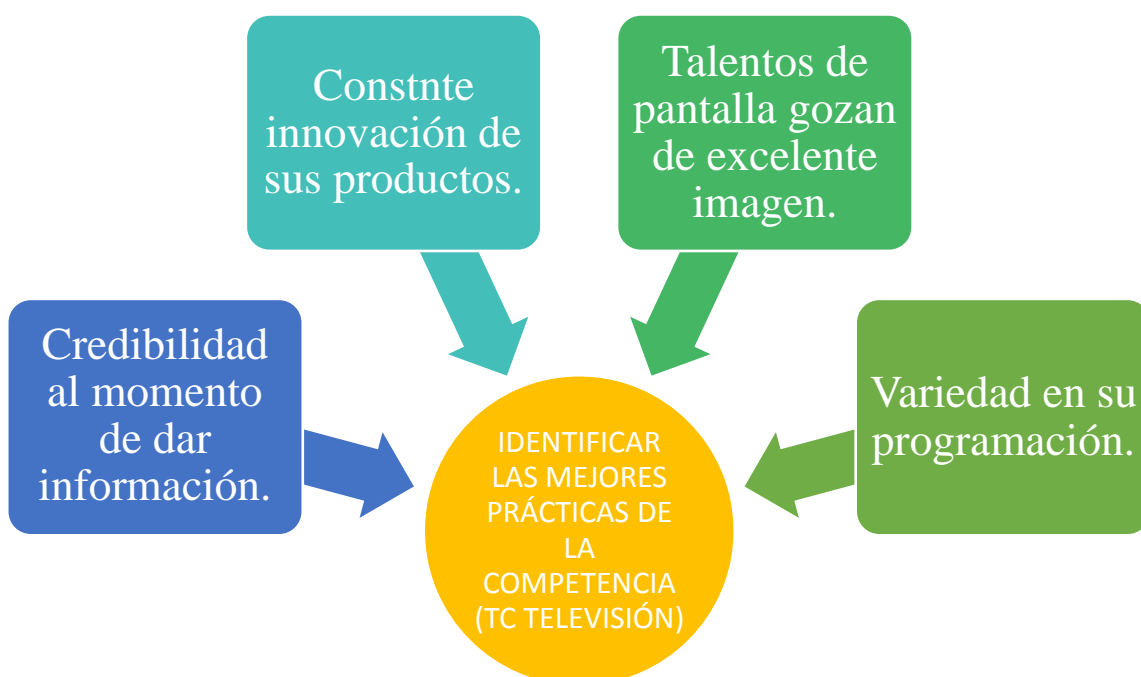 Constnte
innovación de
sus productos.
Talentos de
pantalla gozan
de excelente
imagen.
Credibilidad
al momento
de dar
información.
Variedad en su
programación.
IDENTIFICAR
LAS MEJORES
PRÁCTICAS DE
LA
COMPETENCIA
(TC TELEVISIÓN)